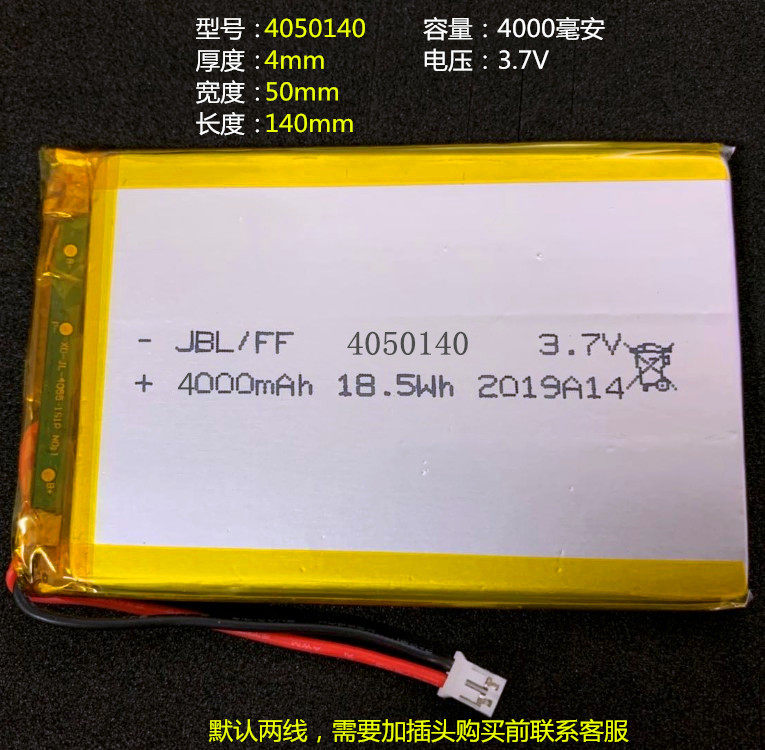 型号：4050140 容量：4000毫安
厚度：4mm 电压：3.7V
宽度：50mm
长度：140mm
- JBL/FF 4050140 3.7V
+ 4000mAh 18.5Wh 2019A14
默认两线，需要加插头购买前联系客服